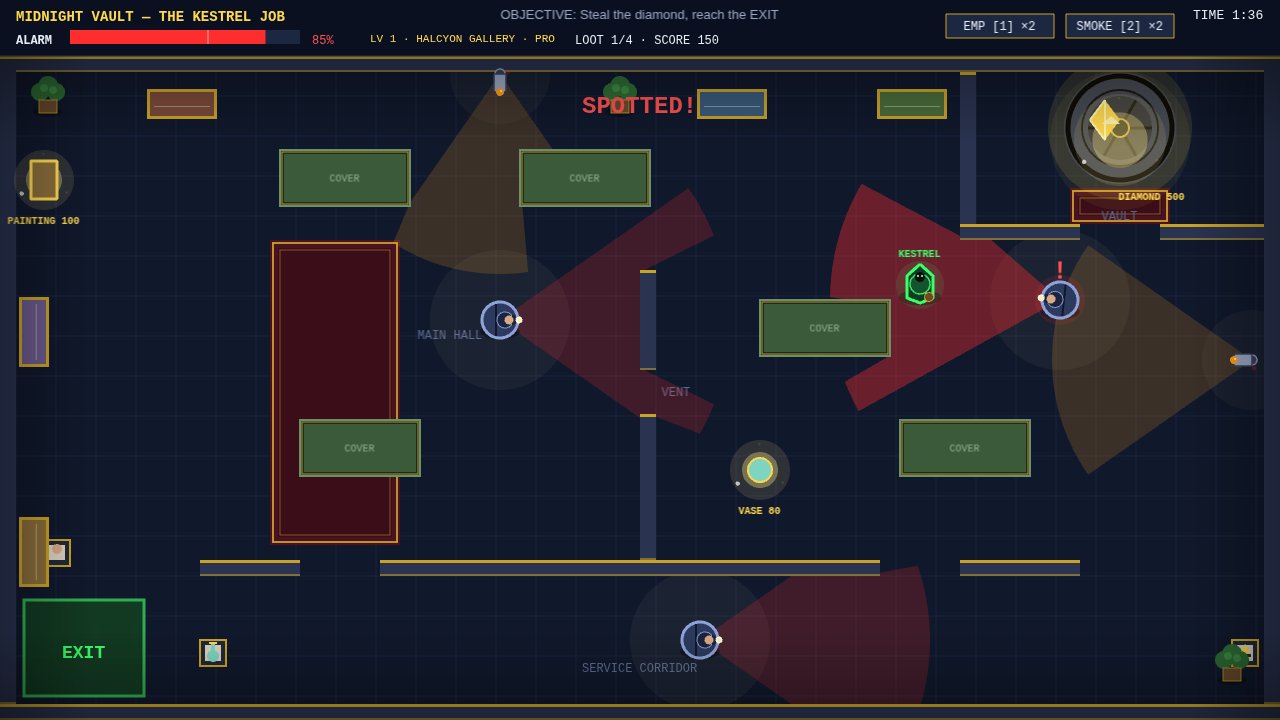 MIDNIGHT VAULT — THE KESTREL JOB
OBJECTIVE: Steal the diamond, reach the EXIT
EMP [1] ×2
SMOKE [2] ×2
TIME 1:36
ALARM
85%
LV 1 · HALCYON GALLERY · PRO
LOOT 1/4 · SCORE 150
SPOTTED!
COVER
COVER
PAINTING 100
DIAMOND 500
VAULT
KESTREL
!
COVER
MAIN HALL
VENT
COVER
COVER
VASE 80
EXIT
SERVICE CORRIDOR